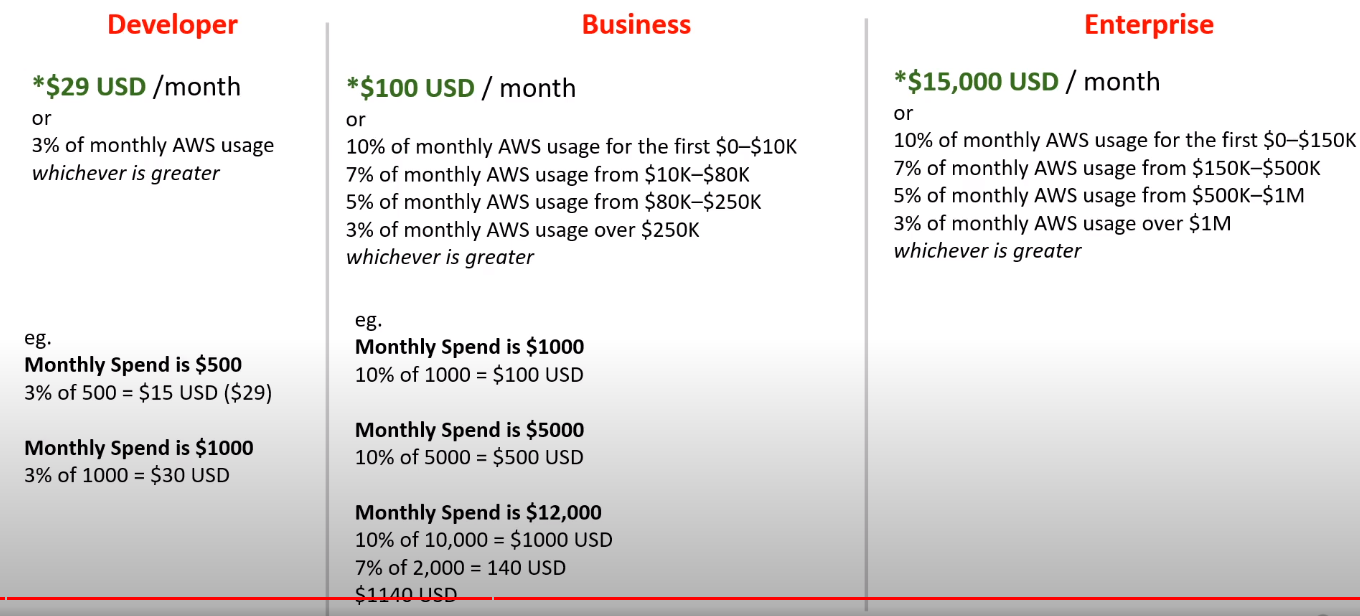 Developer
*$29 USD /month
or
3% of monthly AWS usage
whichever is greater
eg.
Monthly Spend is $500
3% of 500 = $15 USD ($29)
Monthly Spend is $1000
3% of 1000 = $30 USD
Business
*$100 USD / month
or
10% of monthly AWS usage for the first $0–$10K
7% of monthly AWS usage from $10K–$80K
5% of monthly AWS usage from $80K–$250K
3% of monthly AWS usage over $250K
whichever is greater
eg.
Monthly Spend is $1000
10% of 1000 = $100 USD
Monthly Spend is $5000
10% of 5000 = $500 USD
Monthly Spend is $12,000
10% of 10,000 = $1000 USD
7% of 2,000 = 140 USD
$1140 USD
Enterprise
*$15,000 USD / month
or
10% of monthly AWS usage for the first $0–$150K
7% of monthly AWS usage from $150K–$500K
5% of monthly AWS usage from $500K–$1M
3% of monthly AWS usage over $1M
whichever is greater